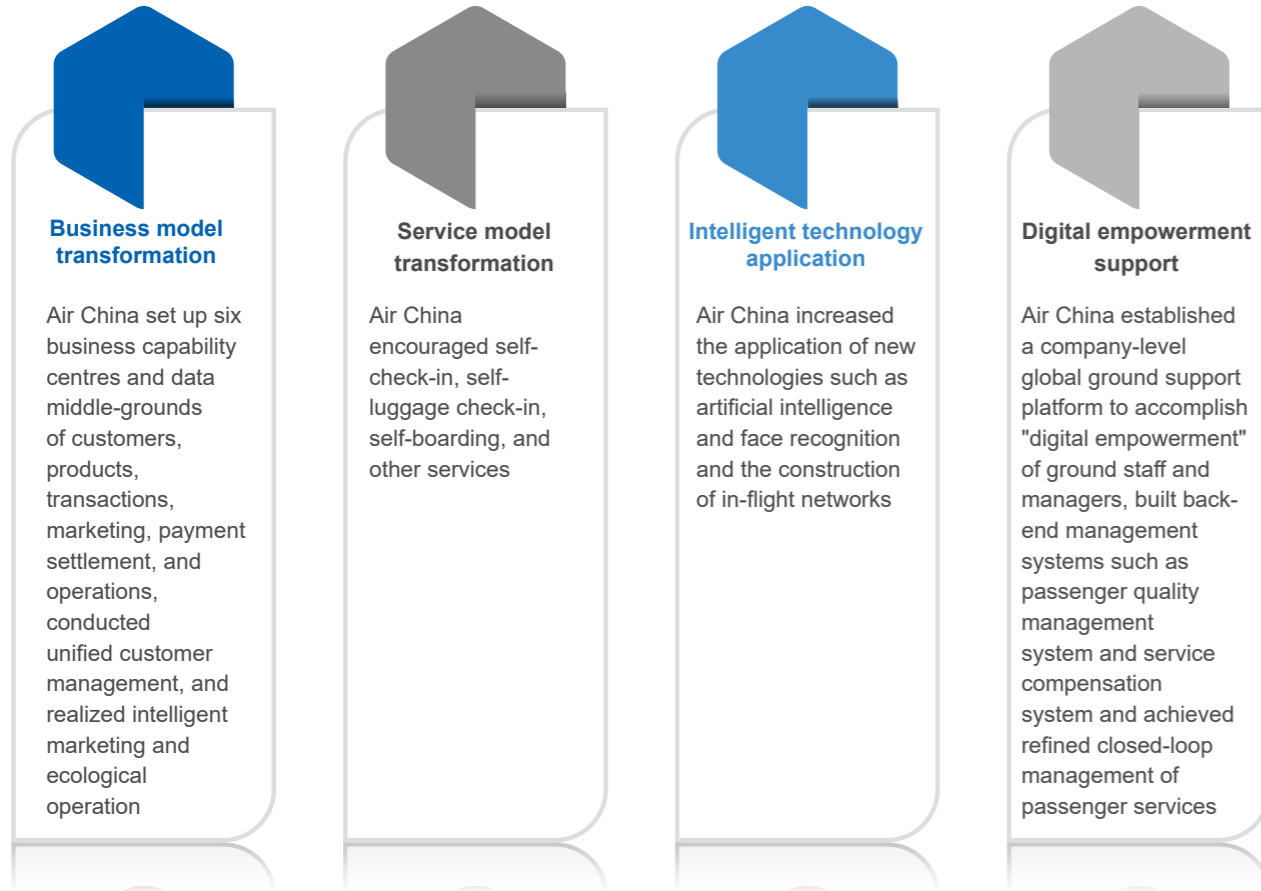 Business model
transformation
Air China set up six
business capability
centres and data
middle-grounds
of customers,
products,
transactions,
marketing, payment
settlement, and
operations,
conducted
unified customer
management, and
realized intelligent
marketing and
ecological
operation
Service model
transformation
Air China
encouraged self-
check-in, self-
luggage check-in,
self-boarding, and
other services
Intelligent technology
application
Air China increased
the application of new
technologies such as
artificial intelligence
and face recognition
and the construction
of in-flight networks
Digital empowerment
support
Air China established
a company-level
global ground support
platform to accomplish
"digital empowerment"
of ground staff and
managers, built back-
end management
systems such as
passenger quality
management
system and service
compensation
system and achieved
refined closed-loop
management of
passenger services